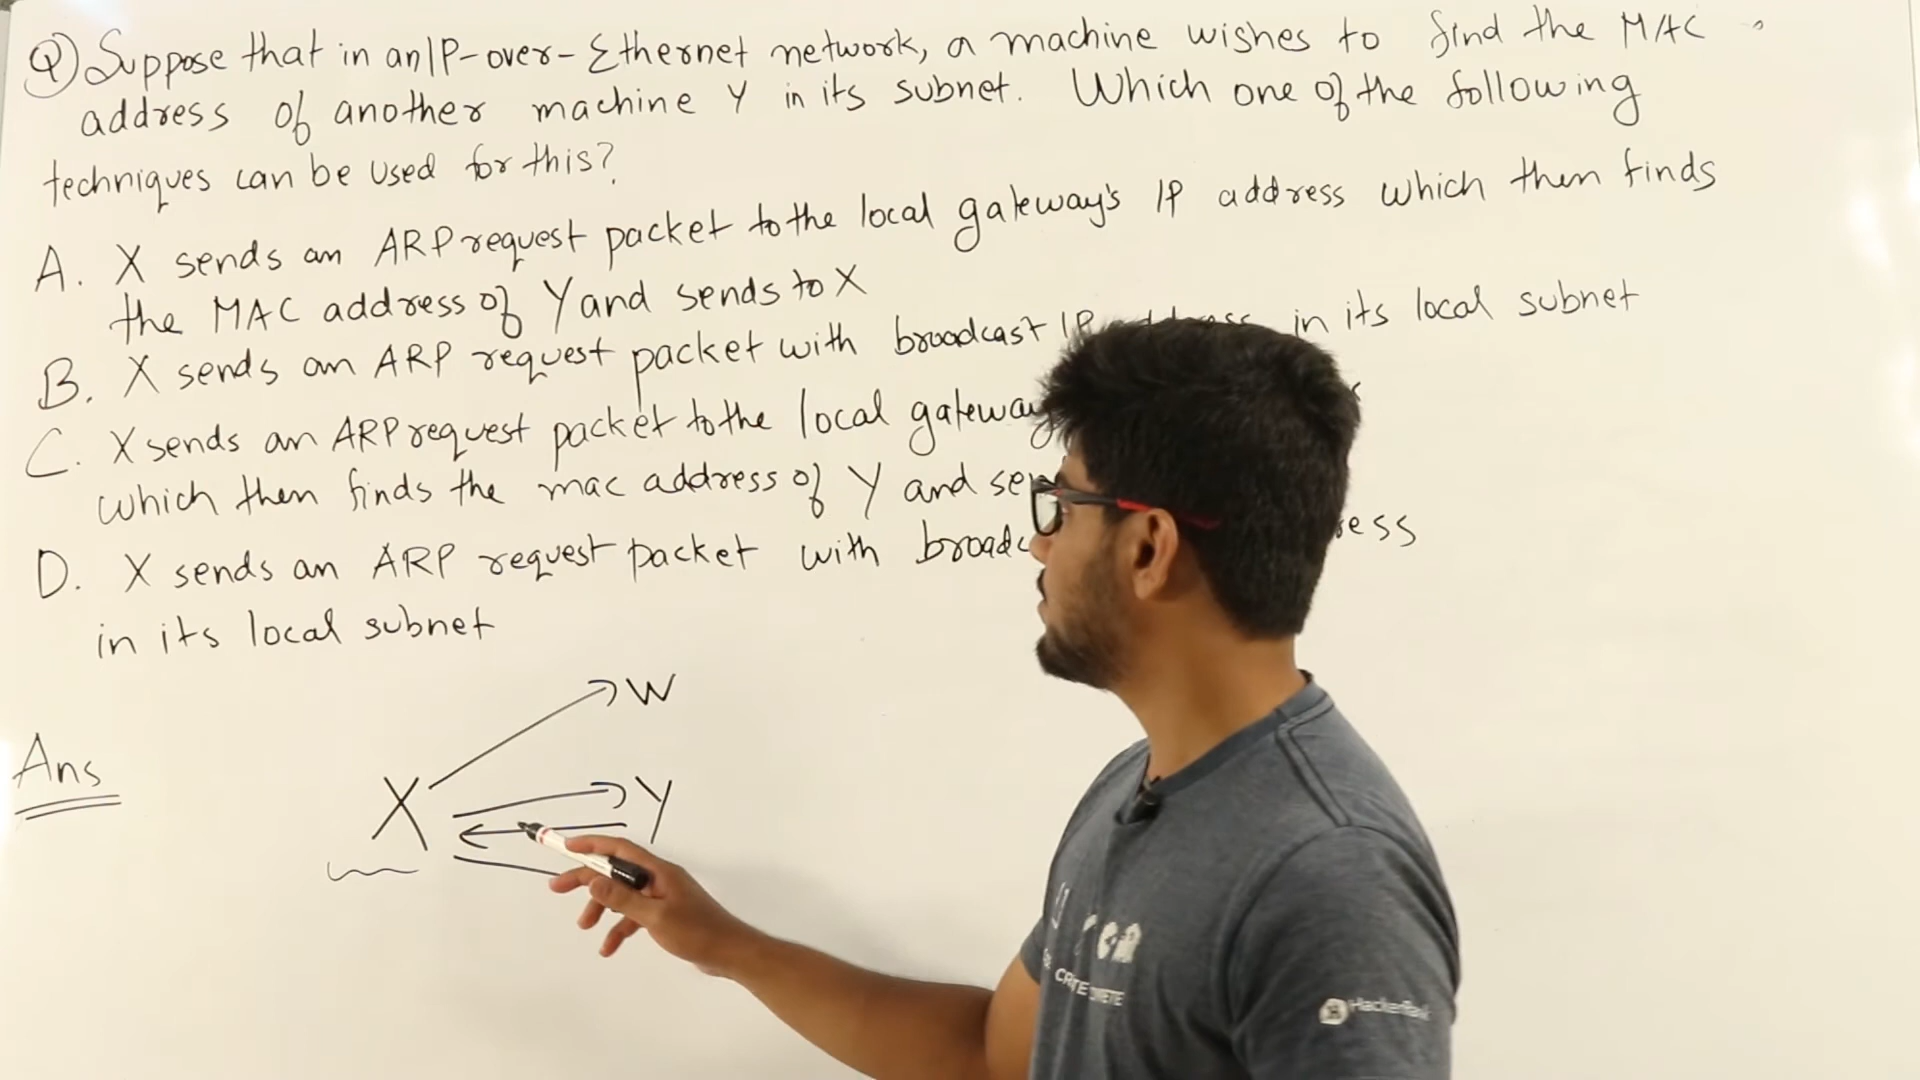 Q) Suppose that in an IP-over-Ethernet network, a machine wishes to find the MAC
address of another machine Y in its subnet. Which one of the following
techniques can be used for this?
A. X sends an ARP request packet to the local gateway's IP address which then finds
the MAC address of Y and sends to X
B. X sends an ARP request packet with broadcast IP in its local subnet
C. X sends an ARP request packet to the local gateway
which then finds the mac address of Y and
D. X sends an ARP request packet with
in its local subnet
W
Ans
X
Y
HackerRank